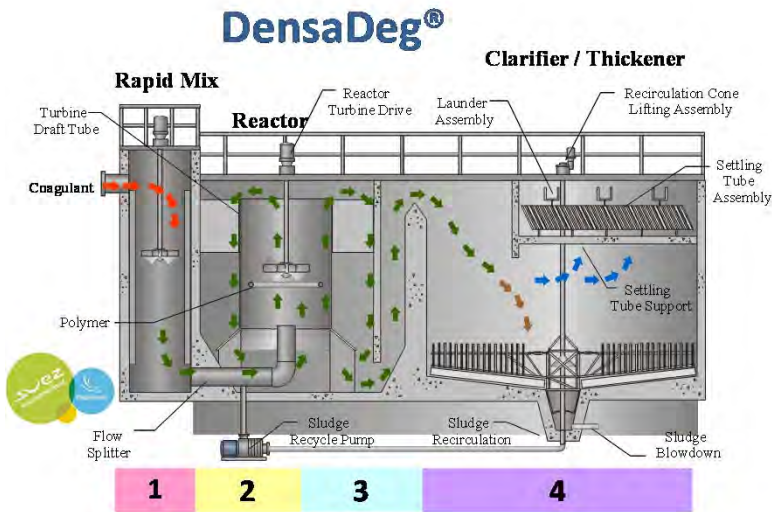 DensaDeg®
Clarifier / Thickener
Rapid Mix
Reactor
Turbine Drive
Recirculation Cone
Lifting Assembly
Launder
Assembly
Turbine
Draft Tube
Reactor
Settling
Tube
Assembly
Coagulant
Settling
Tube Support
Polymer
suez
Flow
Splitter
Sludge
Recycle Pump
Sludge
Recirculation
Sludge
Blowdown
1
2
3
4